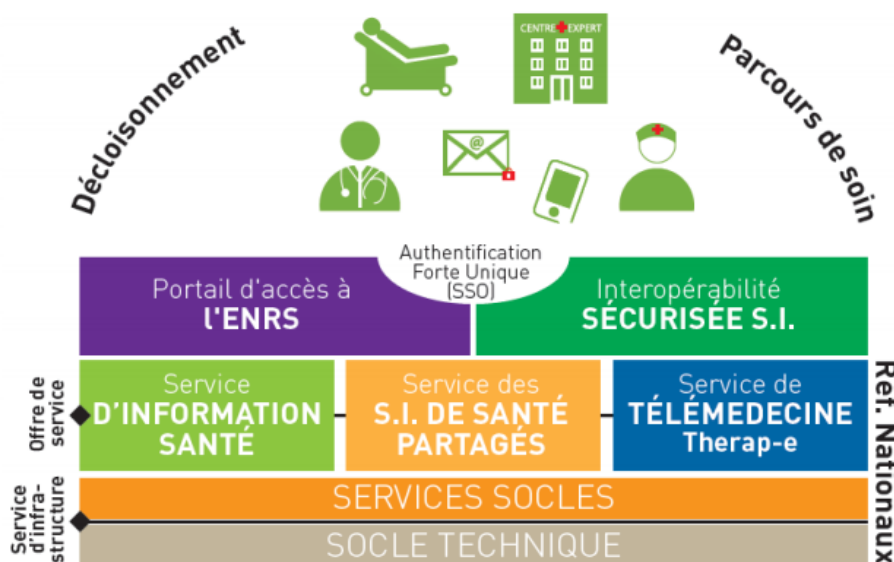 Décloisonnement
CENTRE EXPERT
Parcours de soin
@
Authentification
Forte Unique
(SSO)
Portail d'accès à
l'ENRS
Interopérabilité
SÉCURISÉE S.I.
Offre de
service
Service
D'INFORMATION
SANTÉ
Service des
S.I. DE SANTÉ
PARTAGÉS
Service de
TÉLÉMEDECINE
Therap-e
Ref. Nationaux
Service
d'infra-
structure
SERVICES SOCLES
SOCLE TECHNIQUE